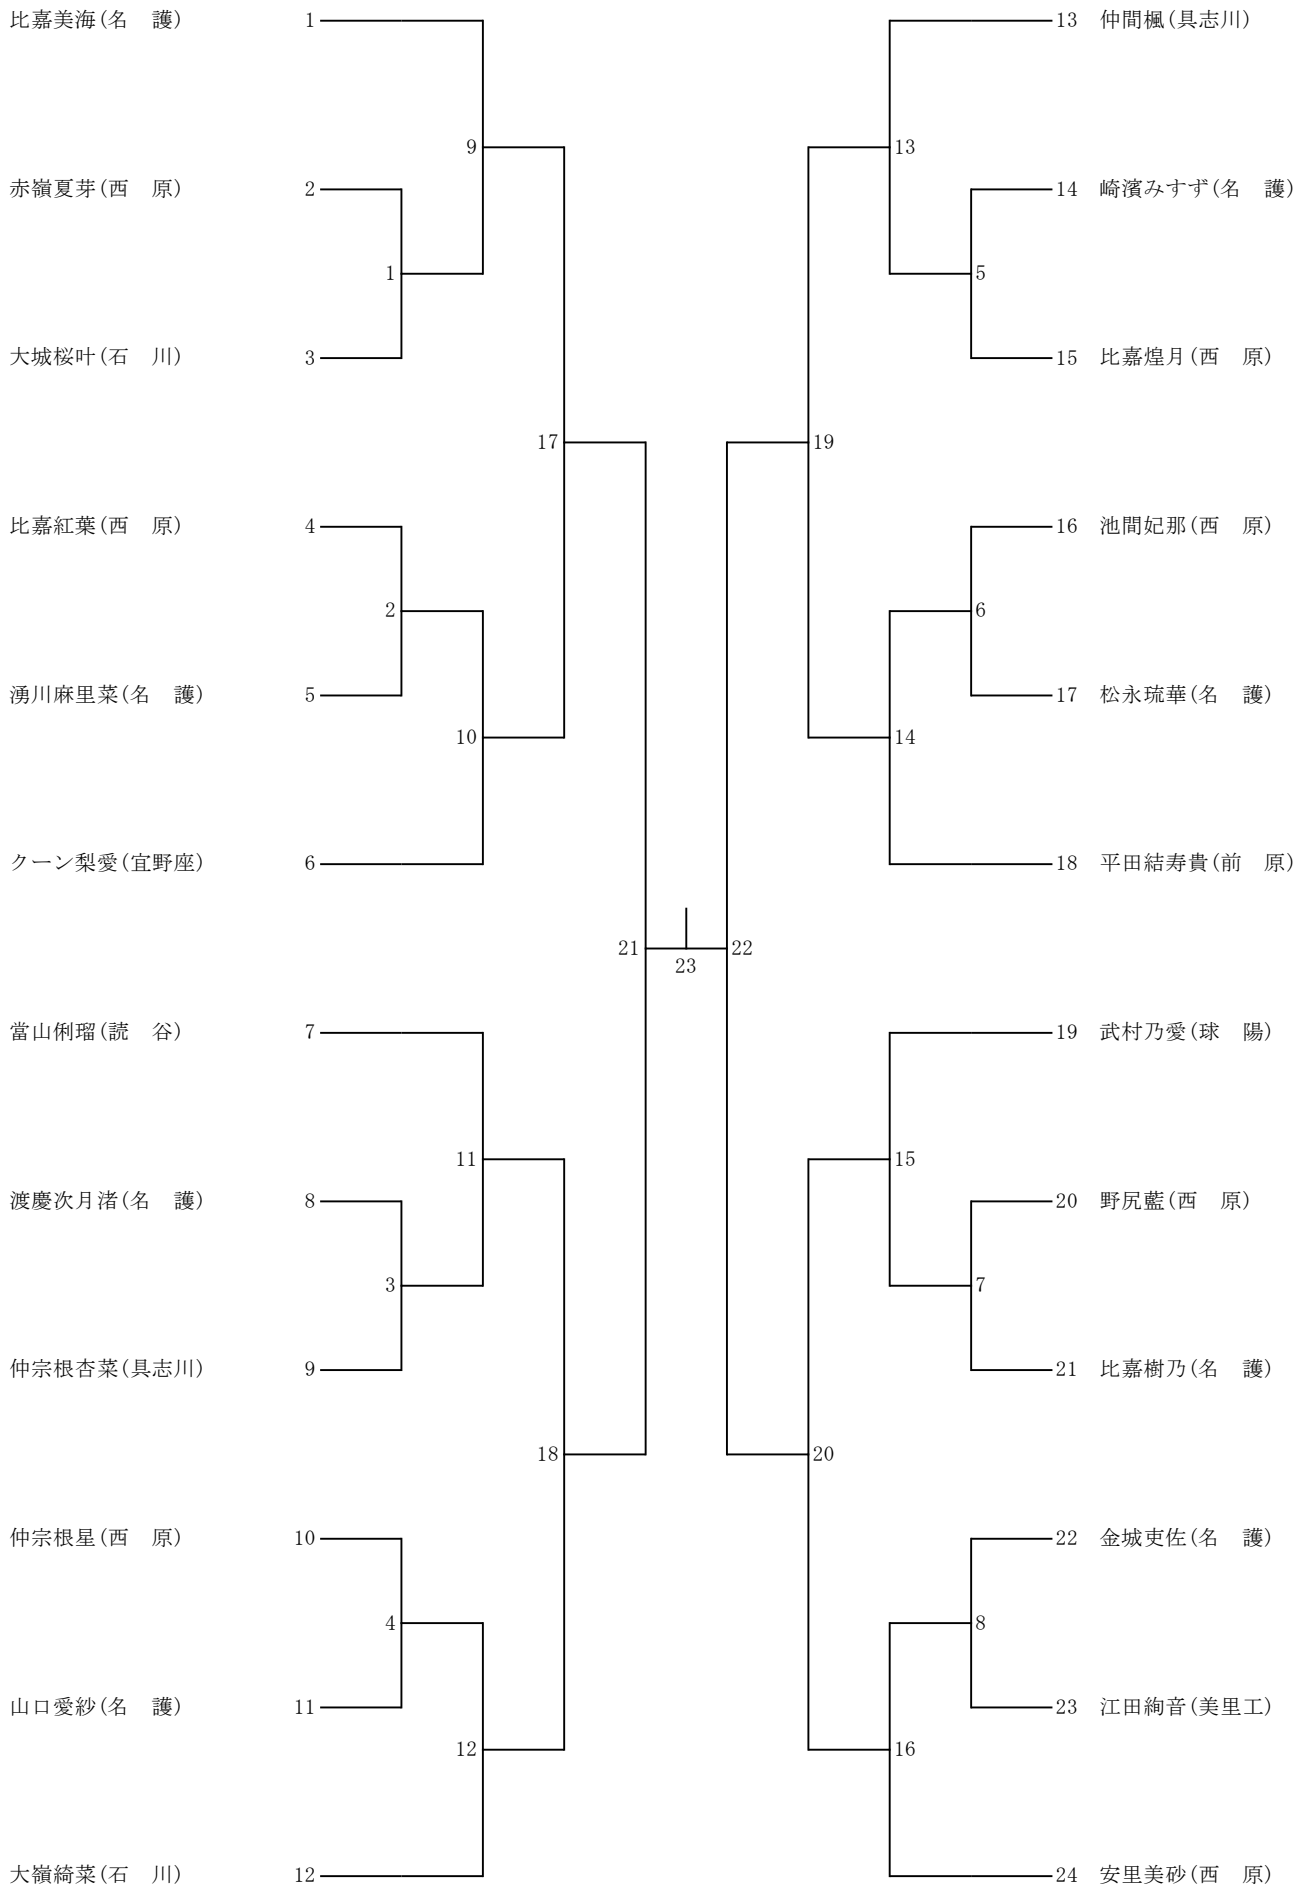 比嘉美海(名　護) 1
赤嶺夏芽(西　原) 2
大城桜叶(石　川) 3
比嘉紅葉(西　原) 4
湧川麻里菜(名　護) 5
クーン梨愛(宜野座) 6
當山俐瑠(読　谷) 7
渡慶次月渚(名　護) 8
仲宗根杏菜(具志川) 9
仲宗根星(西　原) 10
山口愛紗(名　護) 11
大嶺綺菜(石　川) 12
9
1
17
2
10
21
11
3
18
4
12
23
13
5
19
6
14
22
15
7
20
8
16
13 仲間楓(具志川)
14 崎濱みすず(名　護)
15 比嘉煌月(西　原)
16 池間妃那(西　原)
17 松永琉華(名　護)
18 平田結寿貴(前　原)
19 武村乃愛(球　陽)
20 野尻藍(西　原)
21 比嘉樹乃(名　護)
22 金城吏佐(名　護)
23 江田絢音(美里工)
24 安里美砂(西　原)